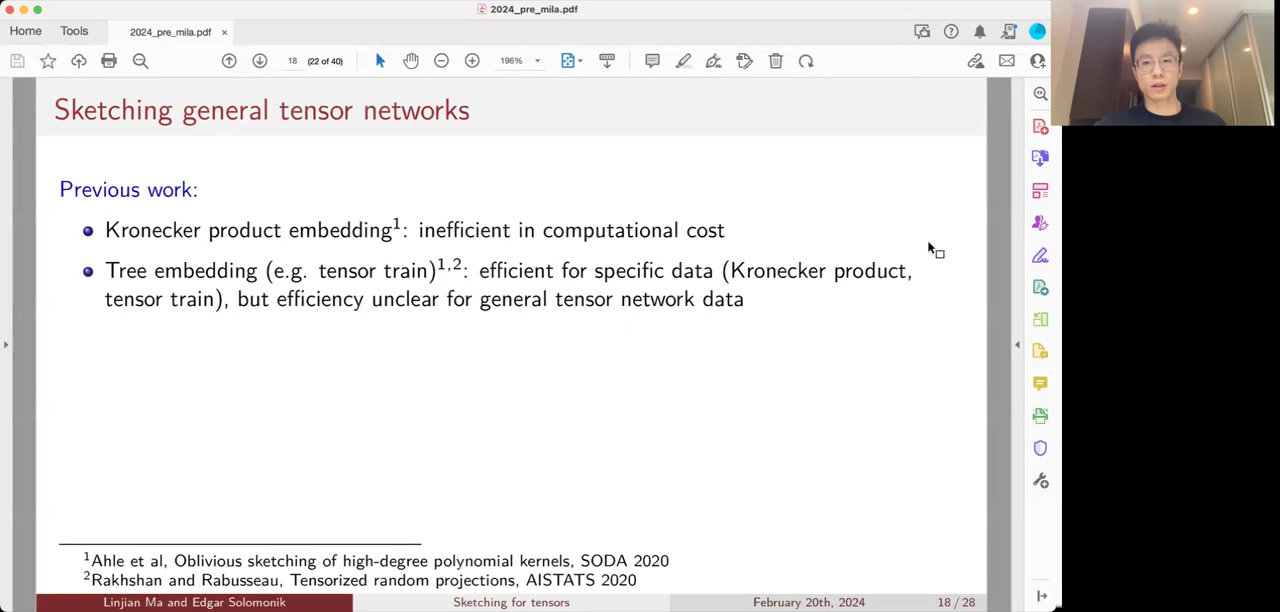 2024_pre_mila.pdf
Home Tools 2024_pre_mila.pdf ×
18 (22 of 40) 196%
Sketching general tensor networks
Previous work:
Kronecker product embedding¹: inefficient in computational cost
Tree embedding (e.g. tensor train)¹,²: efficient for specific data (Kronecker product,
tensor train), but efficiency unclear for general tensor network data
¹Ahle et al, Oblivious sketching of high-degree polynomial kernels, SODA 2020
²Rakhshan and Rabusseau, Tensorized random projections, AISTATS 2020
Linjian Ma and Edgar Solomonik Sketching for tensors February 20th, 2024 18 / 28